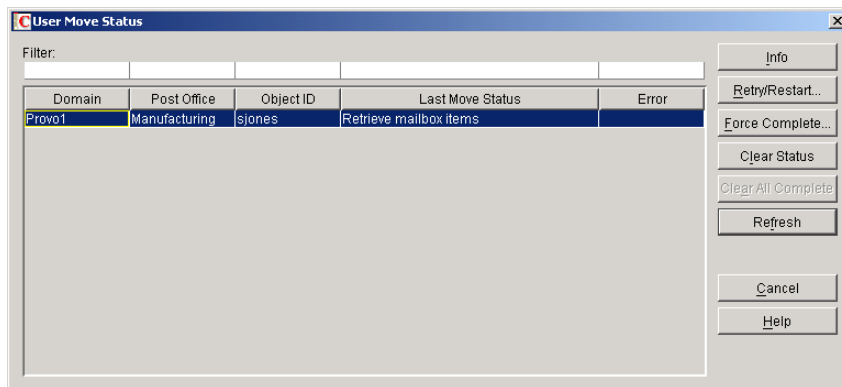 User Move Status
Filter:
Info
Domain Post Office Object ID Last Move Status Error
Retry/Restart...
Provo1 Manufacturing sjones Retrieve mailbox items
Force Complete...
Clear Status
Clear All Complete
Refresh
Cancel
Help